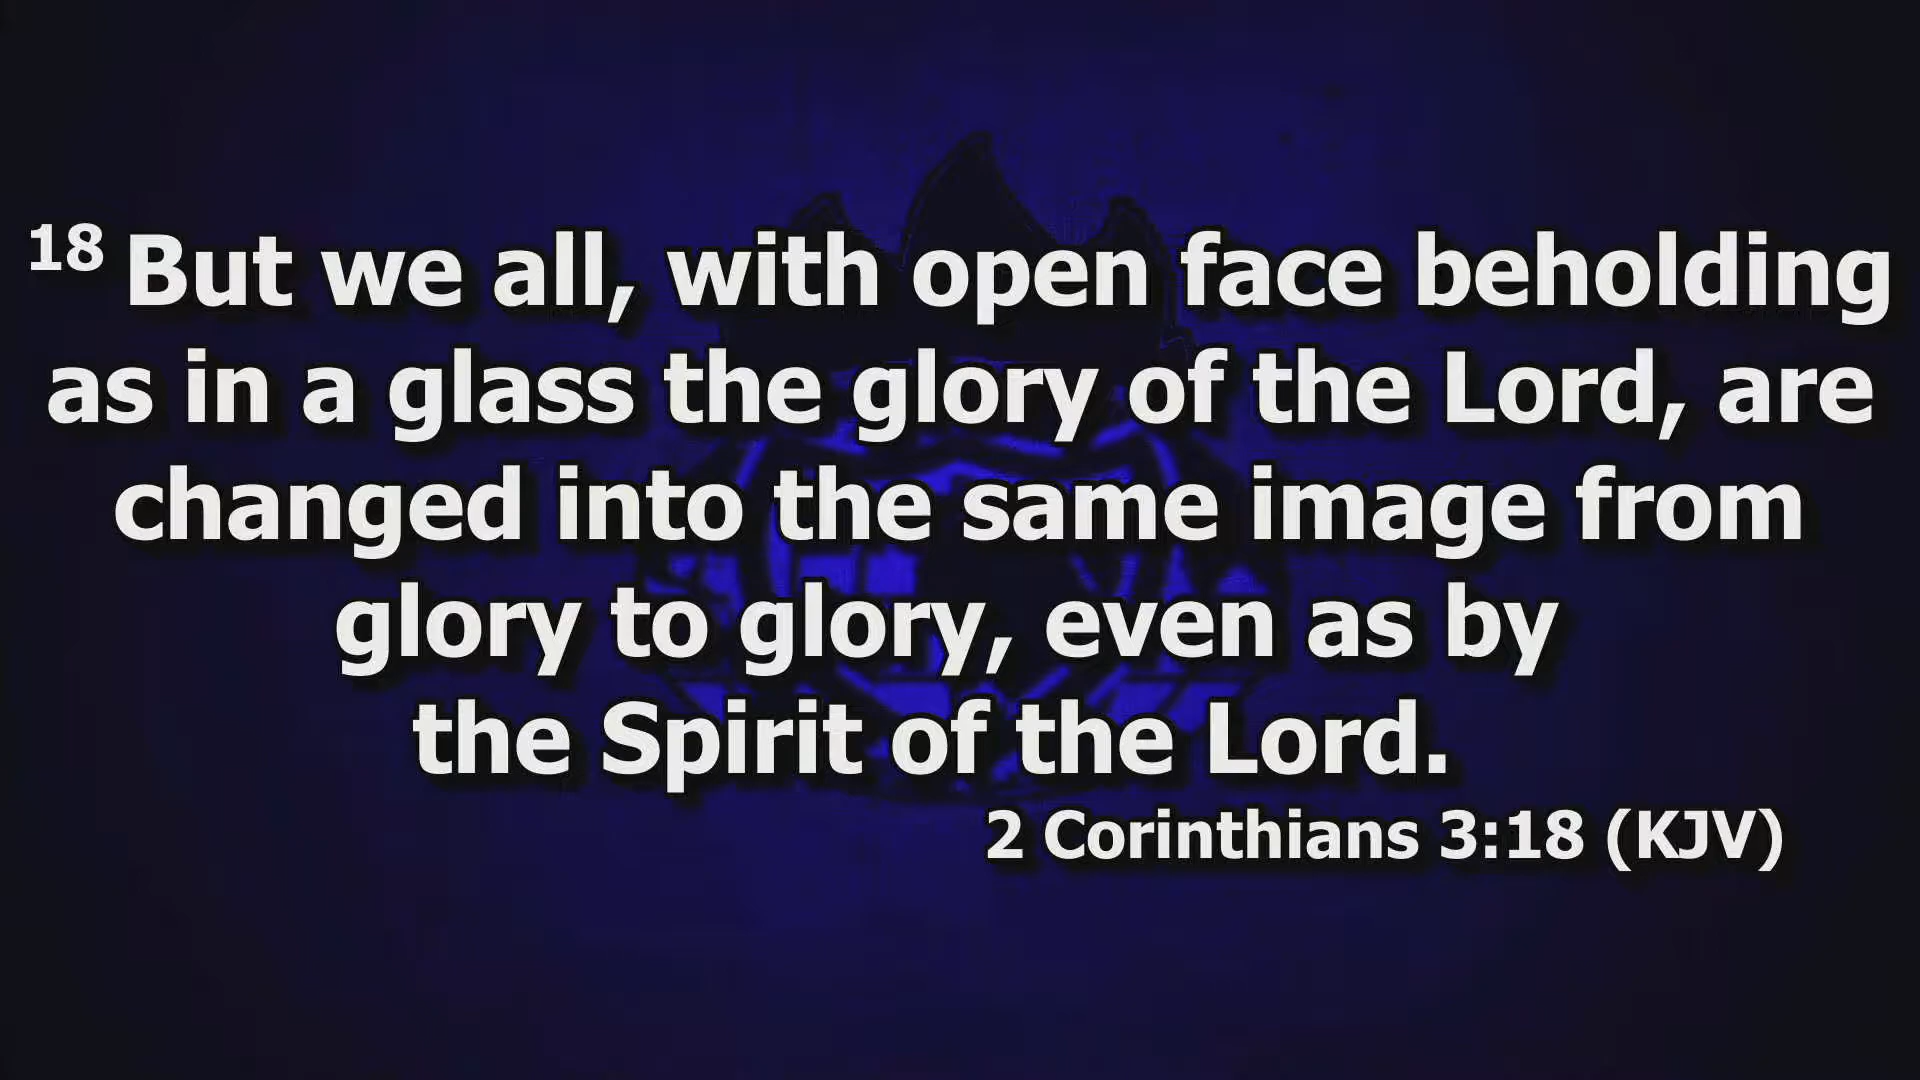 18 But we all, with open face beholding
as in a glass the glory of the Lord, are
changed into the same image from
glory to glory, even as by
the Spirit of the Lord.
2 Corinthians 3:18 (KJV)